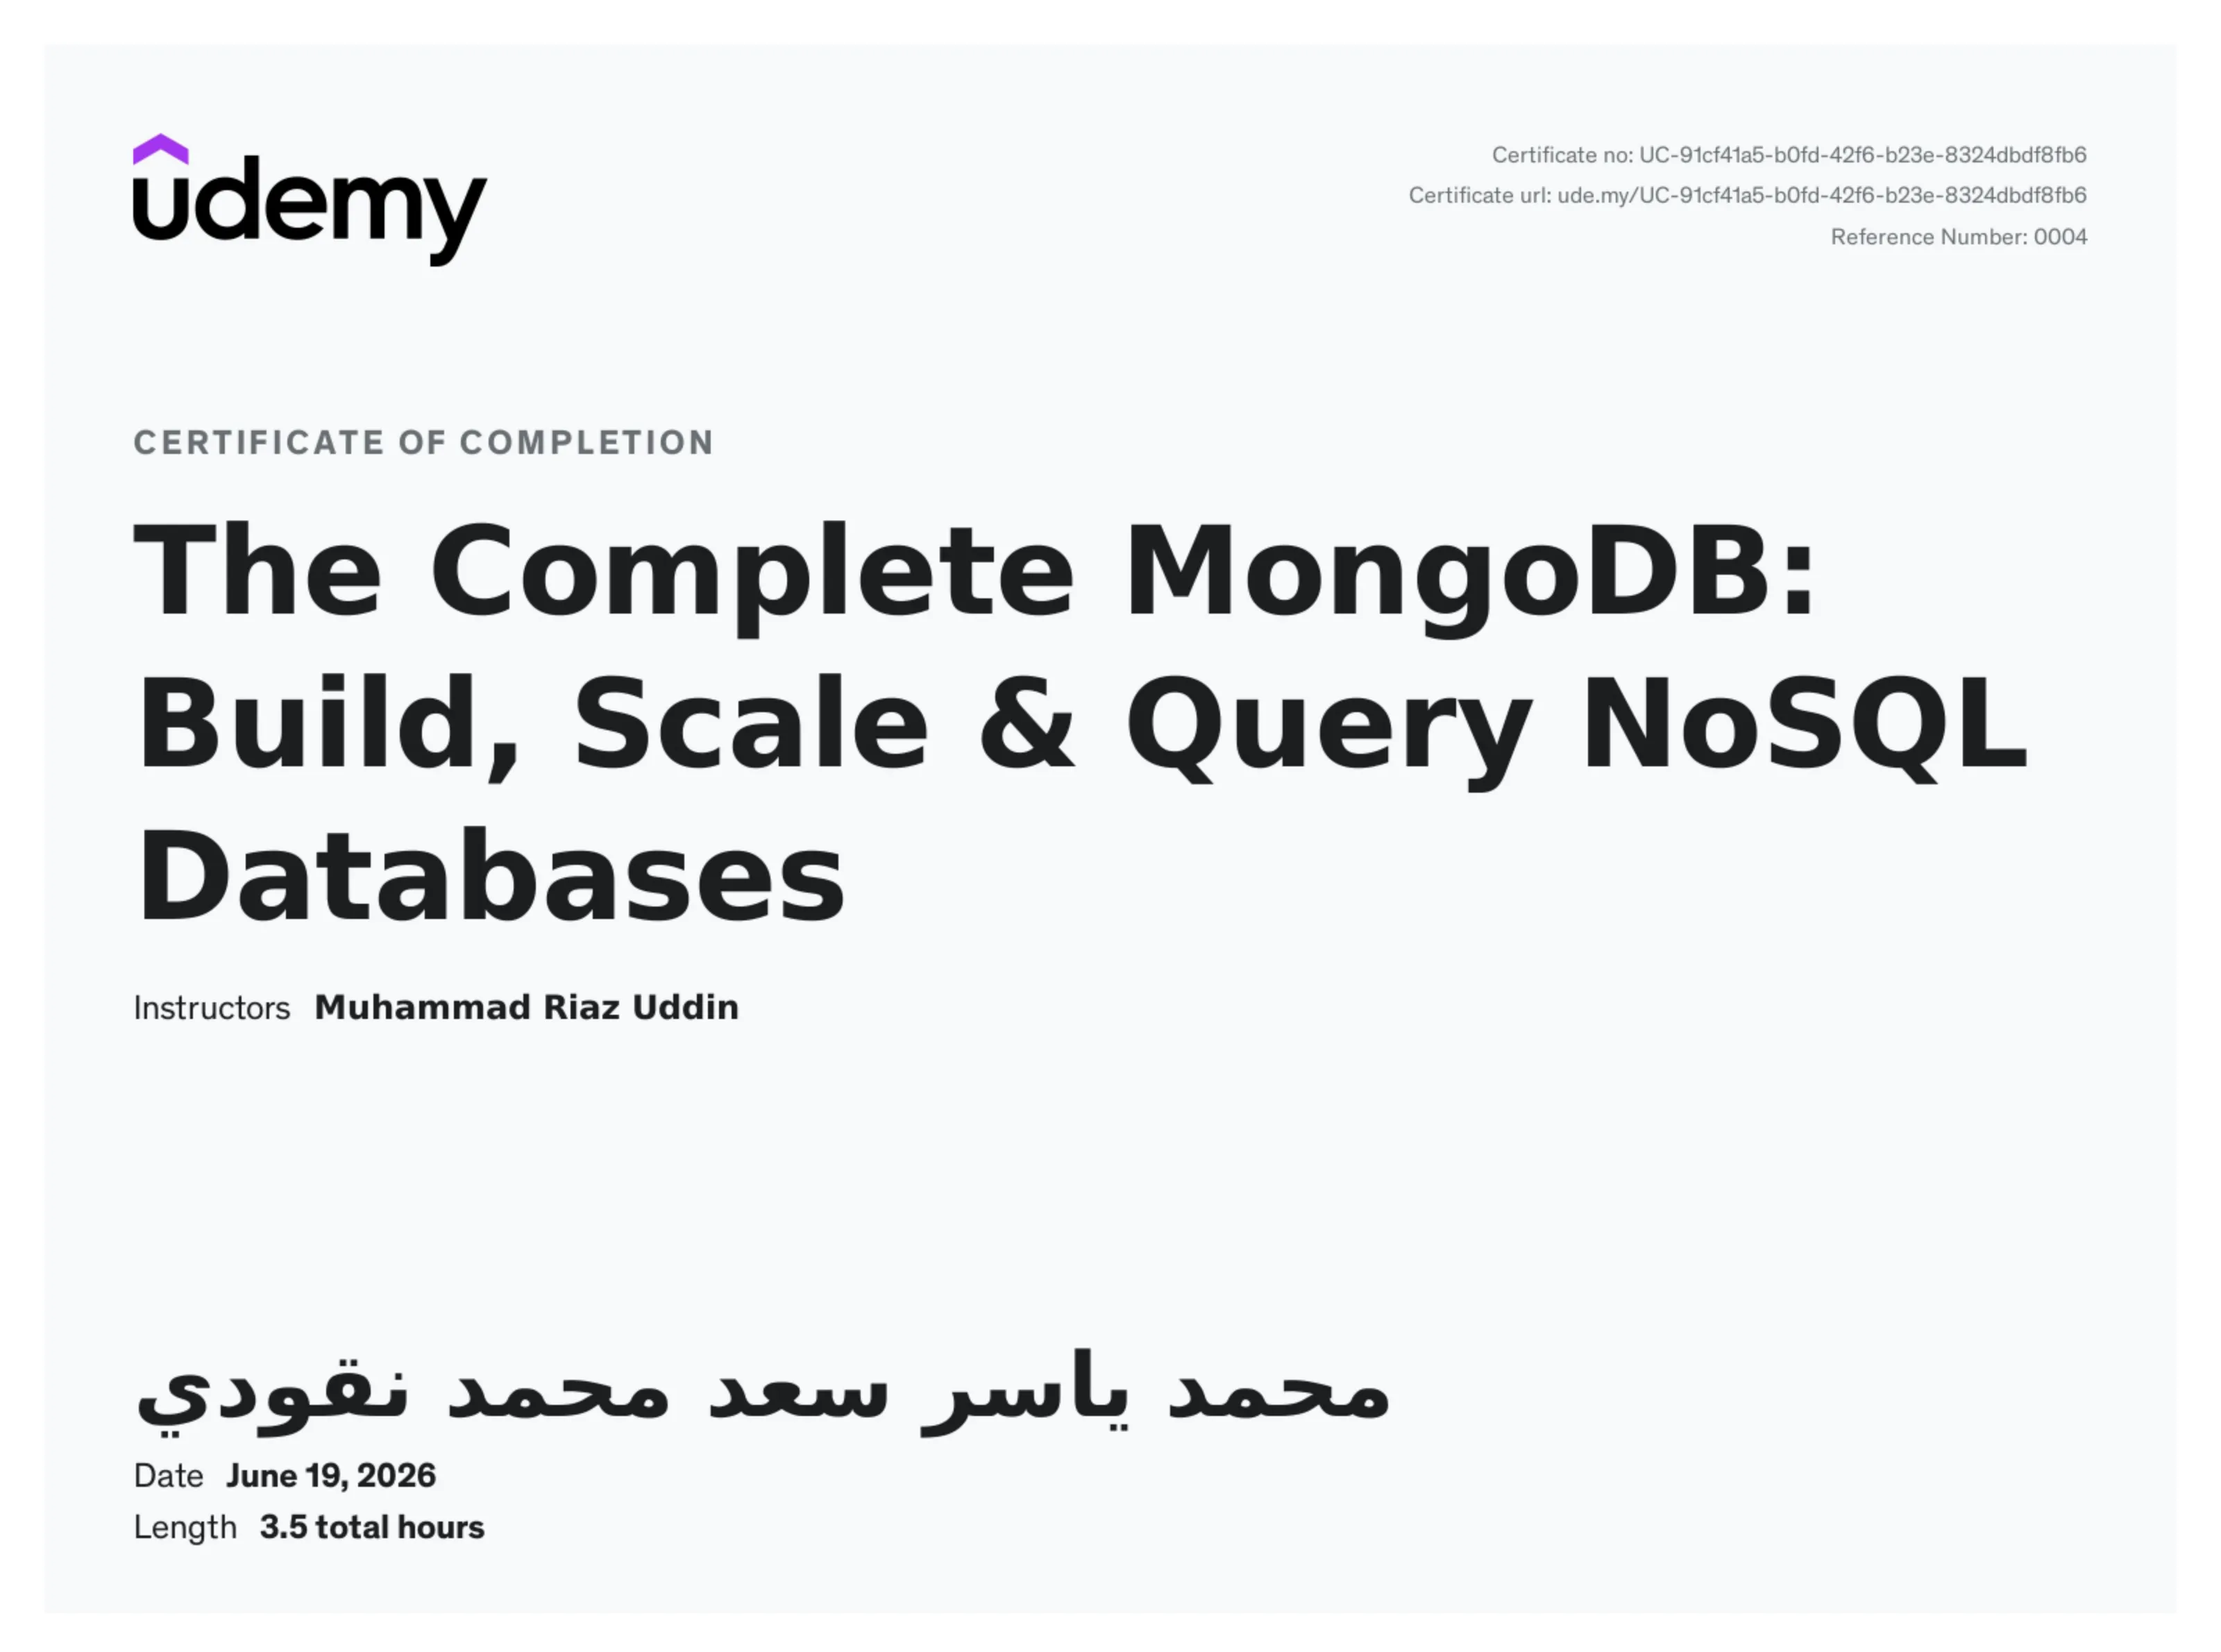 udemy
Certificate no: UC-91cf41a5-b0fd-42f6-b23e-8324dbdf8fb6
Certificate url: ude.my/UC-91cf41a5-b0fd-42f6-b23e-8324dbdf8fb6
Reference Number: 0004
CERTIFICATE OF COMPLETION
The Complete MongoDB:
Build, Scale & Query NoSQL
Databases
Instructors Muhammad Riaz Uddin
محمد ياسر سعد محمد نقودي
Date June 19, 2026
Length 3.5 total hours